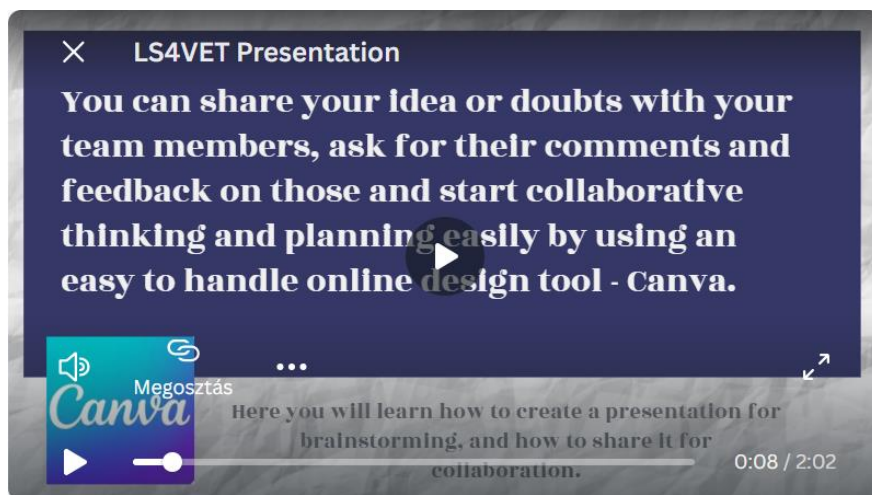 LS4VET Presentation
You can share your idea or doubts with your
team members, ask for their comments and
feedback on those and start collaborative
thinking and planning easily by using an
easy to handle online design tool - Canva.
Megosztás
Canva
Here you will learn how to create a presentation for
brainstorming, and how to share it for
collaboration.
0:08 / 2:02